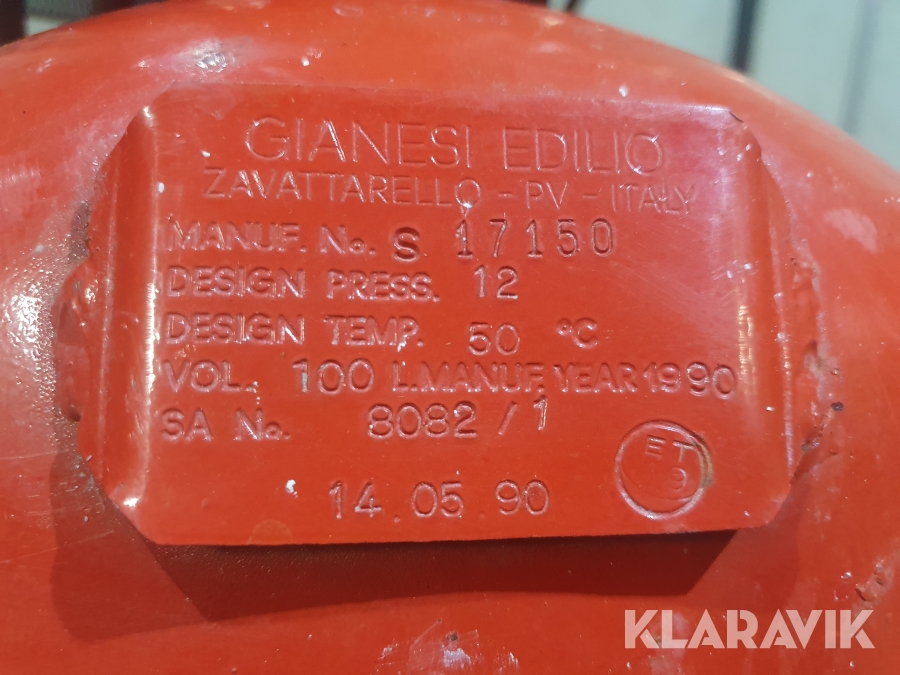 GIANESI EDILIO
ZAVATTARELLO - PV - ITALY
MANUF. No. S 17150
DESIGN PRESS. 12
DESIGN TEMP. 50 °C
VOL. 100 L. MANUF. YEAR 1990
SA No. 8082 / 1
ET
9
14.05 90
KLARAVIK